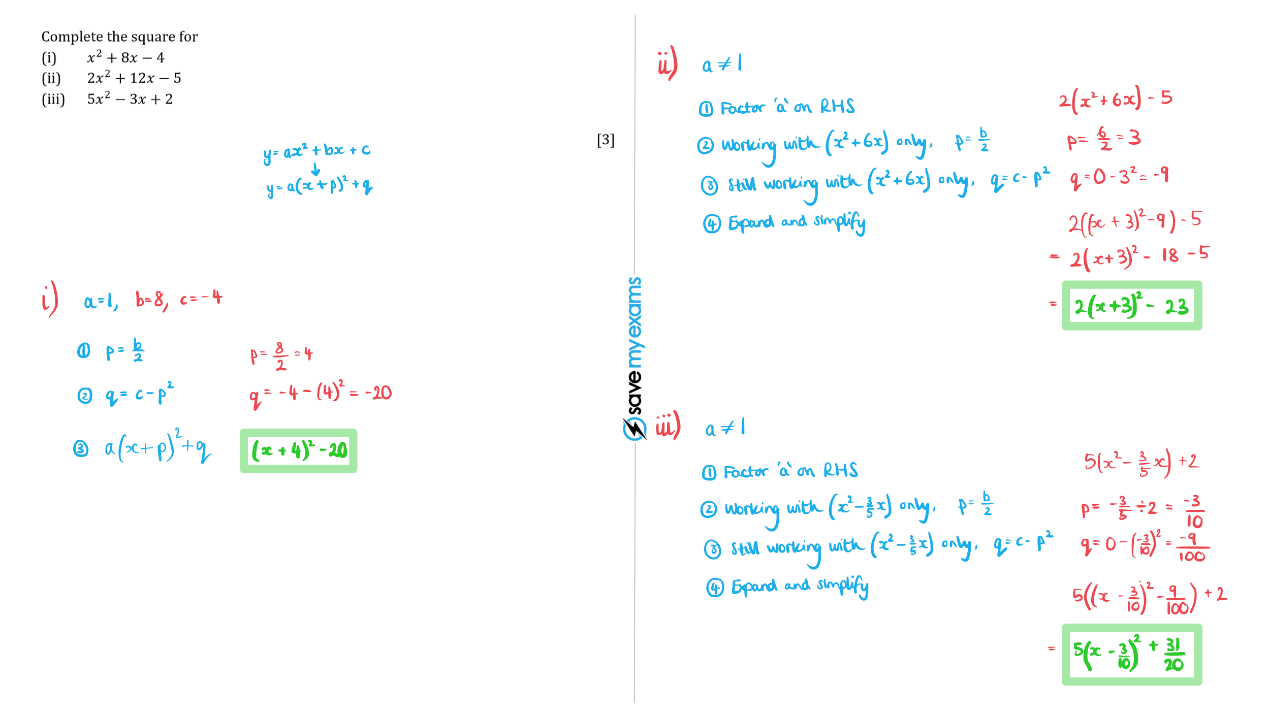 Complete the square for
(i) x² + 8x − 4
(ii) 2x² + 12x − 5
(iii) 5x² − 3x + 2
[3]
y = ax² + bx + c
↓
y = a(x + p)² + q
i) a = 1, b = 8, c = −4
① p = b/2 p = 8/2 = 4
② q = c − p² q = −4 − (4)² = −20
③ a(x + p)² + q (x + 4)² − 20
save my exams
ii) a ≠ 1
① Factor 'a' on RHS 2(x² + 6x) − 5
② Working with (x² + 6x) only, p = b/2 p = 6/2 = 3
③ Still working with (x² + 6x) only, q = c − p² q = 0 − 3² = −9
④ Expand and simplify 2((x + 3)² − 9) − 5
= 2(x + 3)² − 18 − 5
= 2(x + 3)² − 23
iii) a ≠ 1
① Factor 'a' on RHS 5(x² − 3/5 x) + 2
② Working with (x² − 3/5 x) only, p = b/2 p = −3/5 ÷ 2 = −3/10
③ Still working with (x² − 3/5 x) only, q = c − p² q = 0 − (−3/10)² = −9/100
④ Expand and simplify 5((x − 3/10)² − 9/100) + 2
= 5(x − 3/10)² + 31/20